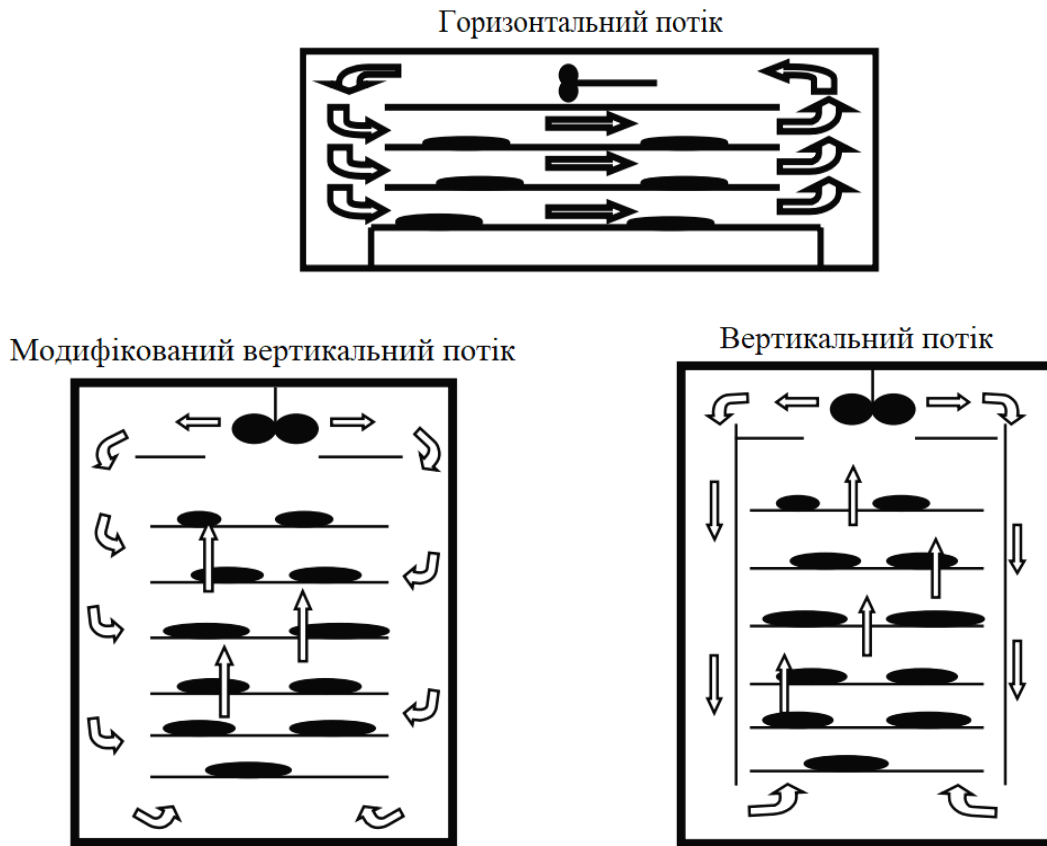 Горизонтальний потік
Модифікований вертикальний потік
Вертикальний потік